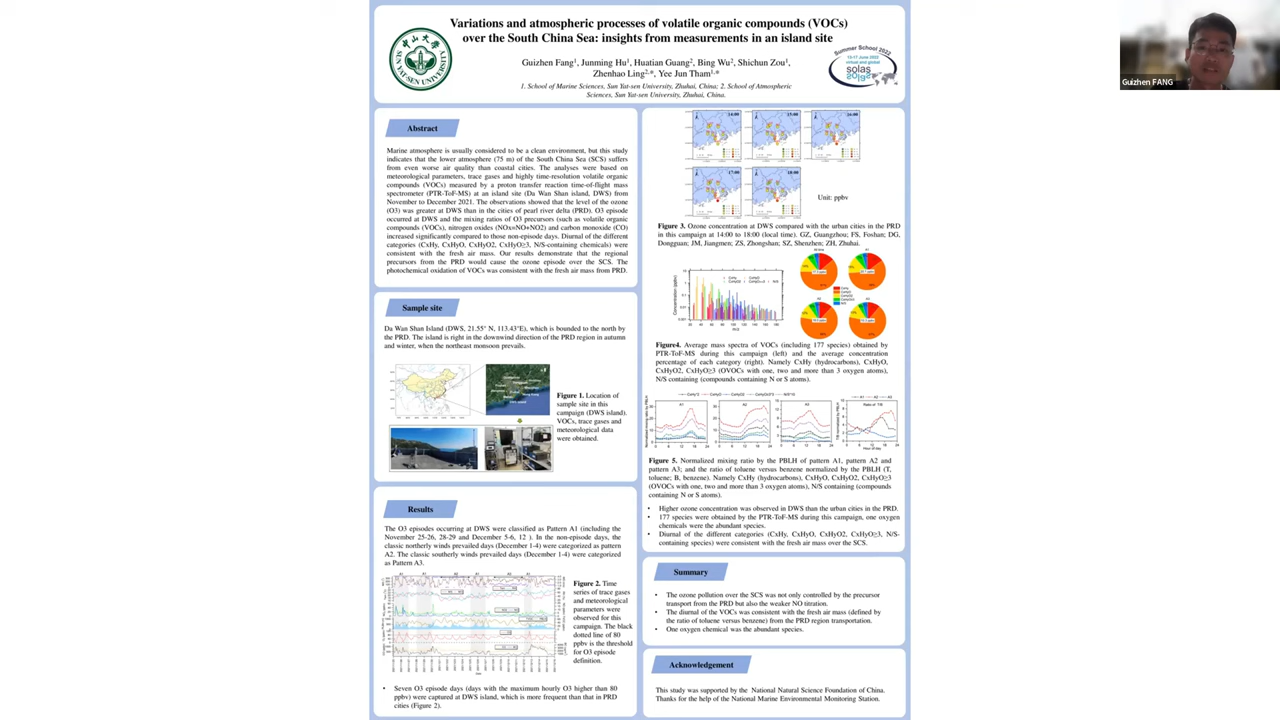 Variations and atmospheric processes of volatile organic compounds (VOCs)
over the South China Sea: insights from measurements in an island site
Guizhen Fang¹, Junming Hu¹, Huatian Guang², Bing Wu², Shichun Zou¹,
Zhenhao Ling²,*, Yee Jun Tham¹,*
1. School of Marine Sciences, Sun Yat-sen University, Zhuhai, China; 2. School of Atmospheric
Sciences, Sun Yat-sen University, Zhuhai, China.
中山大學
SUN YAT-SEN UNIVERSITY
Summer School 2022
virtual and global
solas
Guizhen FANG
Abstract
Marine atmosphere is usually considered to be a clean environment, but this study
indicates that the lower atmosphere (75 m) of the South China Sea (SCS) suffers
from even worse air quality than coastal cities. The analyses were based on
meteorological parameters, trace gases and highly time-resolution volatile organic
compounds (VOCs) measured by a proton transfer reaction time-of-flight mass
spectrometer (PTR-ToF-MS) at an island site (Da Wan Shan island, DWS) from
November to December 2021. The observations showed that the level of the ozone
(O3) was greater at DWS than in the cities of pearl river delta (PRD). O3 episode
occurred at DWS and the mixing ratios of O3 precursors (such as volatile organic
compounds (VOCs), nitrogen oxides (NOx=NO+NO2) and carbon monoxide (CO)
increased significantly compared to those non-episode days. Diurnal of the different
categories (CxHy, CxHyO, CxHyO2, CxHyO≥3, N/S-containing chemicals) were
consistent with the fresh air mass. Our results demonstrate that the regional
precursors from the PRD would cause the ozone episode over the SCS. The
photochemical oxidation of VOCs was consistent with the fresh air mass from PRD.
Sample site
Da Wan Shan Island (DWS, 21.55° N, 113.43°E), which is bounded to the north by
the PRD. The island is right in the downwind direction of the PRD region in autumn
and winter, when the northeast monsoon prevails.
Figure 1. Location of
sample site in this
campaign (DWS island).
VOCs, trace gases and
meteorological data
were obtained.
Results
The O3 episodes occurring at DWS were classified as Pattern A1 (including the
November 25-26, 28-29 and December 5-6, 12 ). In the non-episode days, the
classic northerly winds prevailed days (December 1-4) were categorized as pattern
A2. The classic southerly winds prevailed days (December 1-4) were categorized
as Pattern A3.
Figure 2. Time
series of trace gases
and meteorological
parameters were
observed for this
campaign. The black
dotted line of 80
ppbv is the threshold
for O3 episode
definition.
• Seven O3 episode days (days with the maximum hourly O3 higher than 80
ppbv) were captured at DWS island, which is more frequent than that in PRD
cities (Figure 2).
14:00
15:00
16:00
17:00
18:00
Unit: ppbv
Figure 3. Ozone concentration at DWS compared with the urban cities in the PRD
in this campaign at 14:00 to 18:00 (local time). GZ, Guangzhou; FS, Foshan; DG,
Dongguan; JM, Jiangmen; ZS, Zhongshan; SZ, Shenzhen; ZH, Zhuhai.
Concentration (ppbv)
Figure4. Average mass spectra of VOCs (including 177 species) obtained by
PTR-ToF-MS during this campaign (left) and the average concentration
percentage of each category (right). Namely CxHy (hydrocarbons), CxHyO,
CxHyO2, CxHyO≥3 (OVOCs with one, two and more than 3 oxygen atoms),
N/S containing (compounds containing N or S atoms).
A1
A2
A3
Hour of day
Figure 5. Normalized mixing ratio by the PBLH of pattern A1, pattern A2 and
pattern A3; and the ratio of toluene versus benzene normalized by the PBLH (T,
toluene; B, benzene). Namely CxHy (hydrocarbons), CxHyO, CxHyO2, CxHyO≥3
(OVOCs with one, two and more than 3 oxygen atoms), N/S containing (compounds
containing N or S atoms).
• Higher ozone concentration was observed in DWS than the urban cities in the PRD.
• 177 species were obtained by the PTR-ToF-MS during this campaign, one oxygen
chemicals were the abundant species.
• Diurnal of the different categories (CxHy, CxHyO, CxHyO2, CxHyO≥3, N/S-
containing species) were consistent with the fresh air mass over the SCS.
Summary
• The ozone pollution over the SCS was not only controlled by the precursor
transport from the PRD but also the weaker NO titration.
• The diurnal of the VOCs was consistent with the fresh air mass (defined by
the ratio of toluene versus benzene) from the PRD region transportation.
• One oxygen chemical was the abundant species.
Acknowledgement
This study was supported by the National Natural Science Foundation of China.
Thanks for the help of the National Marine Environmental Monitoring Station.